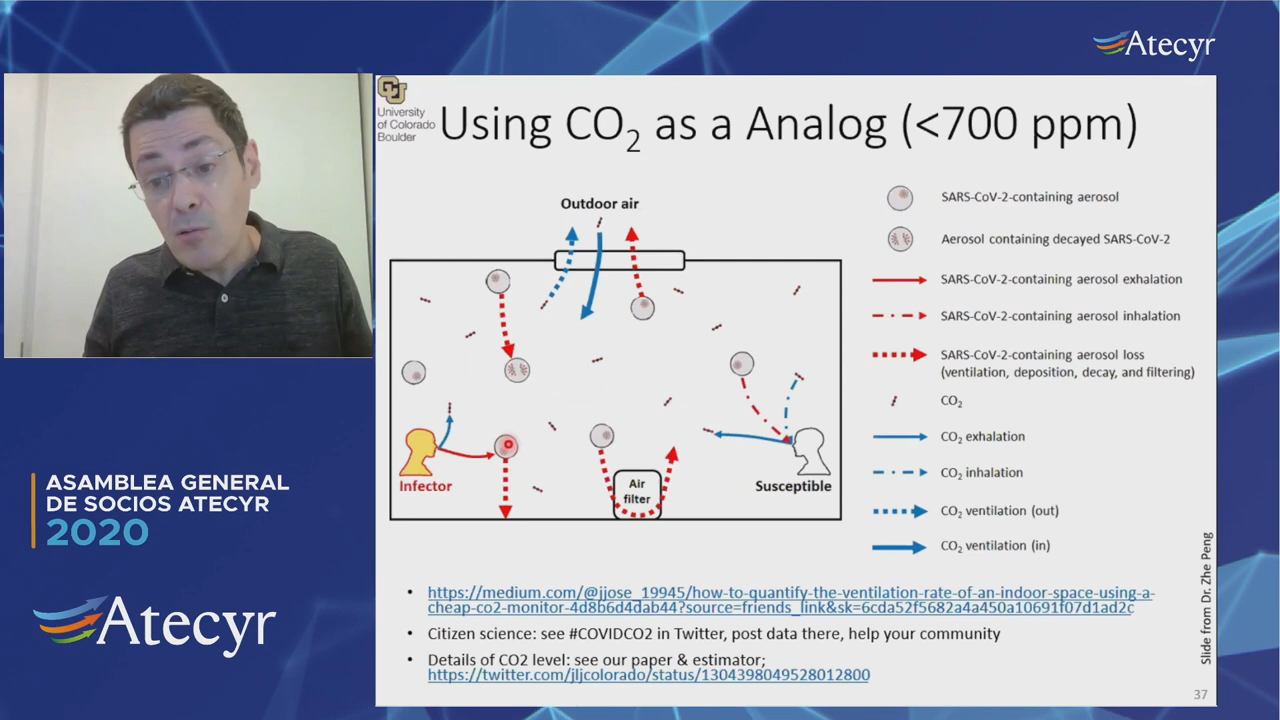 Atecyr
University
of Colorado
Boulder
Using CO2 as a Analog (<700 ppm)
Outdoor air
Infector
Air
filter
Susceptible
SARS-CoV-2-containing aerosol
Aerosol containing decayed SARS-CoV-2
SARS-CoV-2-containing aerosol exhalation
SARS-CoV-2-containing aerosol inhalation
SARS-CoV-2-containing aerosol loss
(ventilation, deposition, decay, and filtering)
CO2
CO2 exhalation
CO2 inhalation
CO2 ventilation (out)
CO2 ventilation (in)
• https://medium.com/@jjose_19945/how-to-quantify-the-ventilation-rate-of-an-indoor-space-using-a-
cheap-co2-monitor-4d8b6d4dab44?source=friends_link&sk=6cda52f5682a4a450a10691f07d1ad2c
• Citizen science: see #COVIDCO2 in Twitter, post data there, help your community
• Details of CO2 level: see our paper & estimator;
https://twitter.com/jljcolorado/status/1304398049528012800
Slide from Dr. Zhe Peng
37
ASAMBLEA GENERAL
DE SOCIOS ATECYR
2020
Atecyr